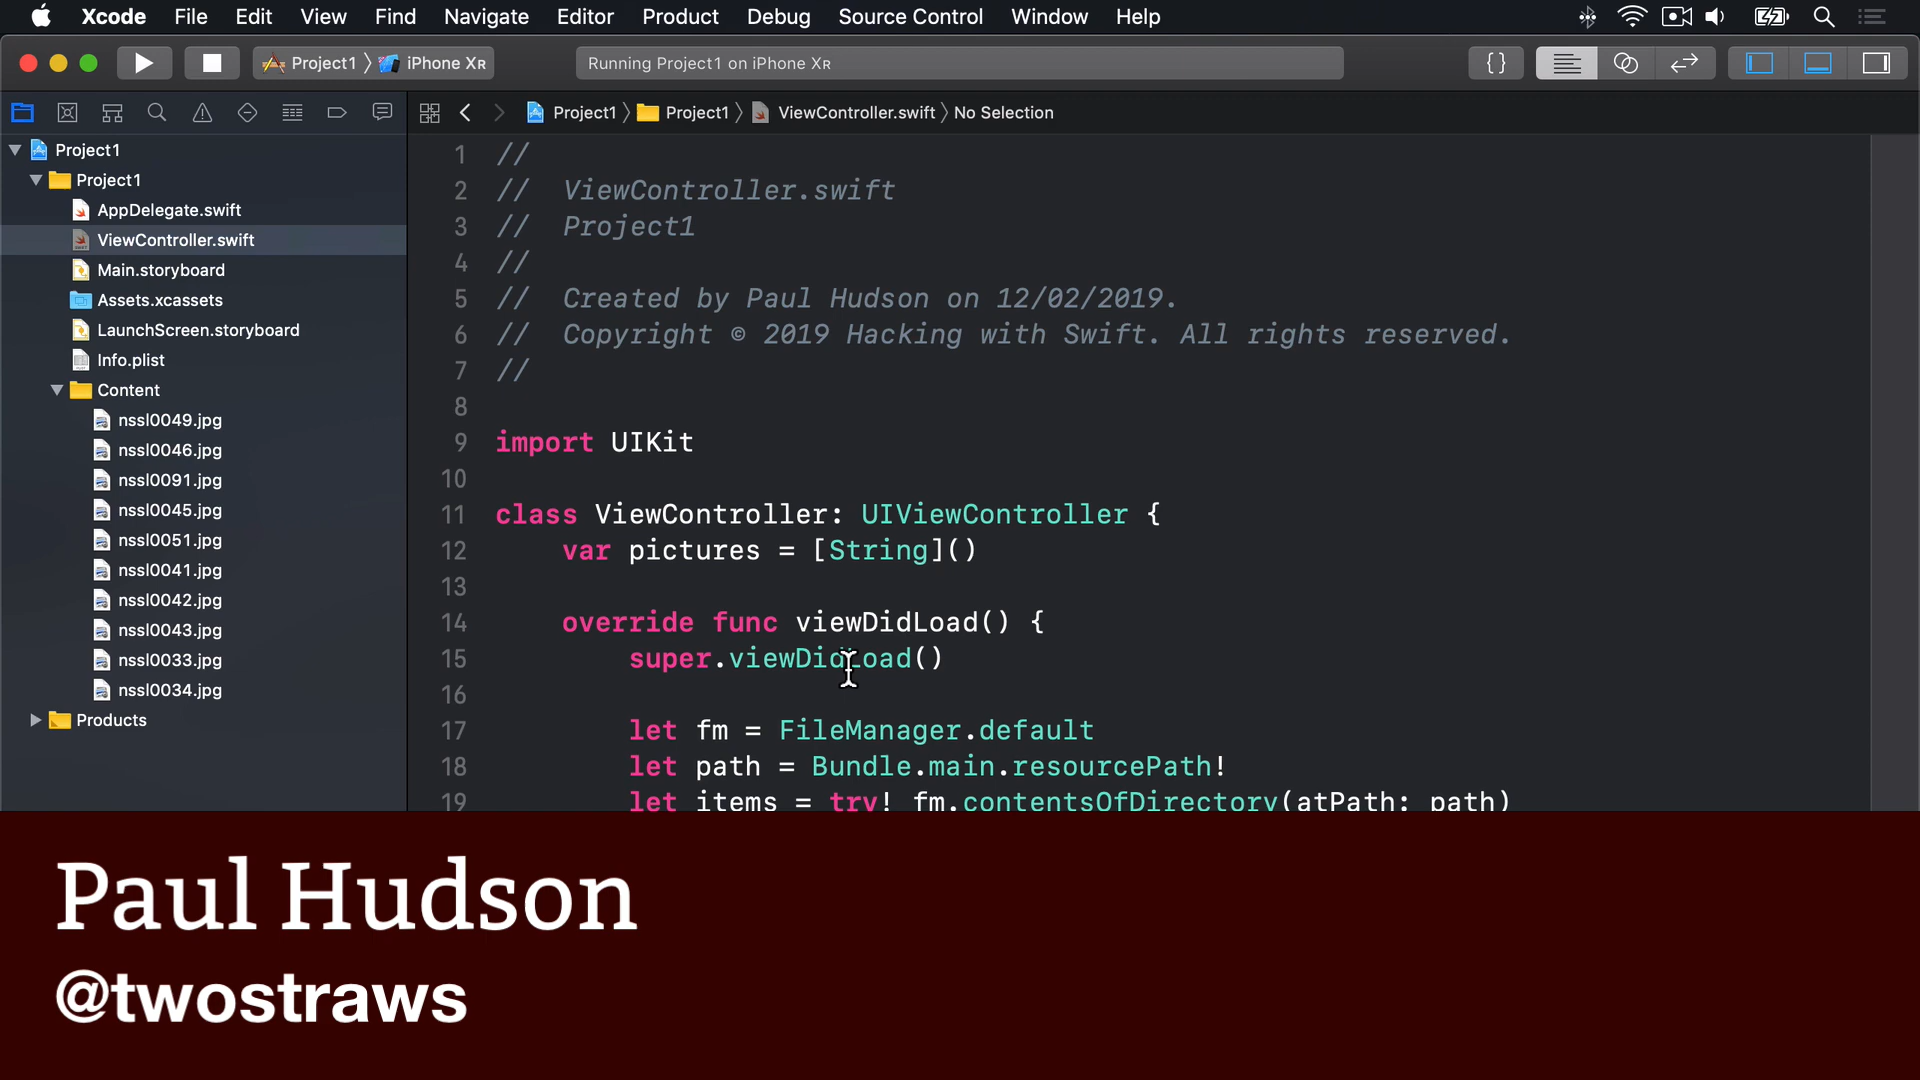 Xcode File Edit View Find Navigate Editor Product Debug Source Control Window Help
Project1 iPhone XR
Running Project1 on iPhone XR
{}
Project1 Project1 ViewController.swift No Selection
Project1
Project1
AppDelegate.swift
ViewController.swift
Main.storyboard
Assets.xcassets
LaunchScreen.storyboard
Info.plist
Content
nssl0049.jpg
nssl0046.jpg
nssl0091.jpg
nssl0045.jpg
nssl0051.jpg
nssl0041.jpg
nssl0042.jpg
nssl0043.jpg
nssl0033.jpg
nssl0034.jpg
Products
1 //
2 // ViewController.swift
3 // Project1
4 //
5 // Created by Paul Hudson on 12/02/2019.
6 // Copyright © 2019 Hacking with Swift. All rights reserved.
7 //
8
9 import UIKit
10
11 class ViewController: UIViewController {
12 var pictures = [String]()
13
14 override func viewDidLoad() {
15 super.viewDidLoad()
16
17 let fm = FileManager.default
18 let path = Bundle.main.resourcePath!
19 let items = try! fm.contentsOfDirectory(atPath: path)
Paul Hudson
@twostraws